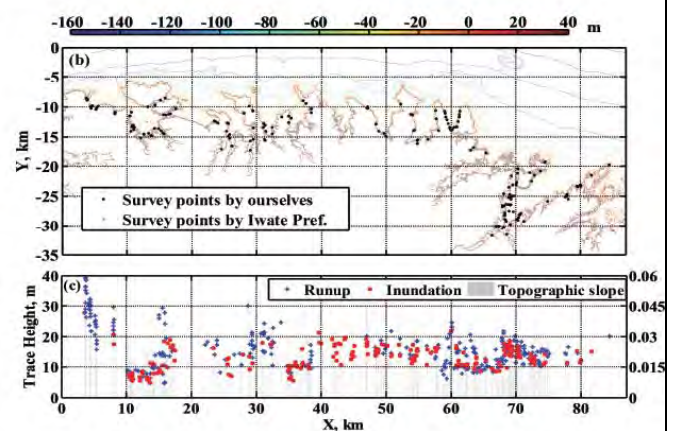 -160 -140 -120 -100 -80 -60 -40 -20 0 20 40 m
(b)
0
-5
-10
-15
-20
-25
-30
-35
Y, km
Survey points by ourselves
Survey points by Iwate Pref.
(c)
Runup Inundation Topographic slope
40
30
20
10
0
Trace Height, m
0.06
0.045
0.03
0.015
0
0 10 20 30 40 50 60 70 80
X, km